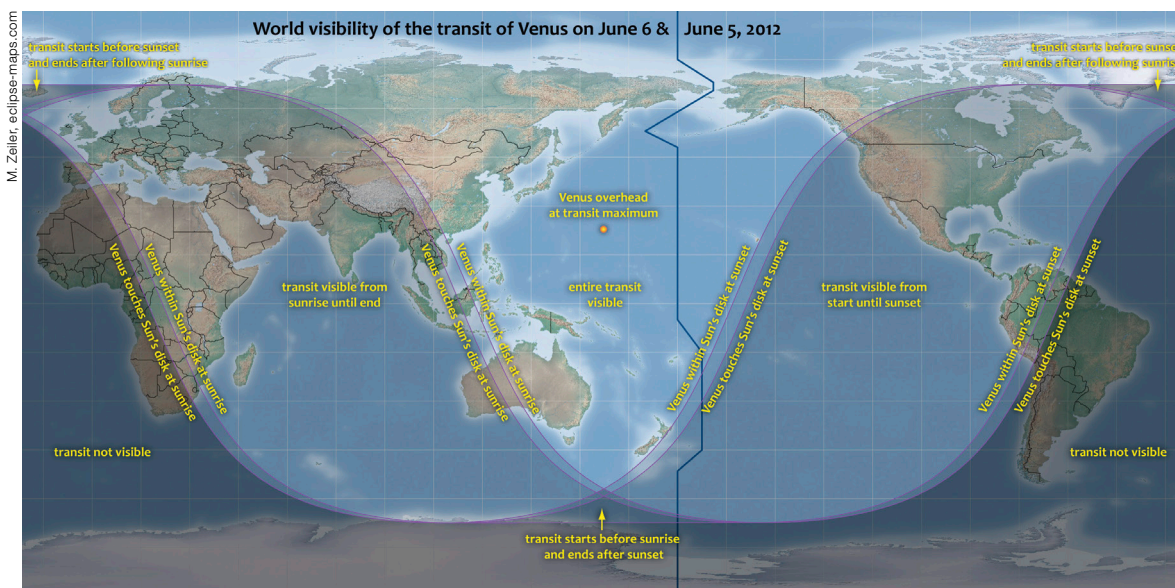 M. Zeiler, eclipse-maps.com
World visibility of the transit of Venus on June 6 & June 5, 2012
transit starts before sunset
and ends after following sunrise
transit starts before sunse
and ends after following sunris
Venus overhead
at transit maximum
transit visible from
sunrise until end
entire transit
visible
transit visible from
start until sunset
Venus touches Sun's disk at sunrise
Venus within Sun's disk at sunrise
Venus touches Sun's disk at sunrise
Venus within Sun's disk at sunrise
Venus within Sun's disk at sunset
Venus touches Sun's disk at sunset
Venus within Sun's disk at sunset
Venus touches Sun's disk at sunset
transit not visible
transit not visible
transit starts before sunrise
and ends after sunset